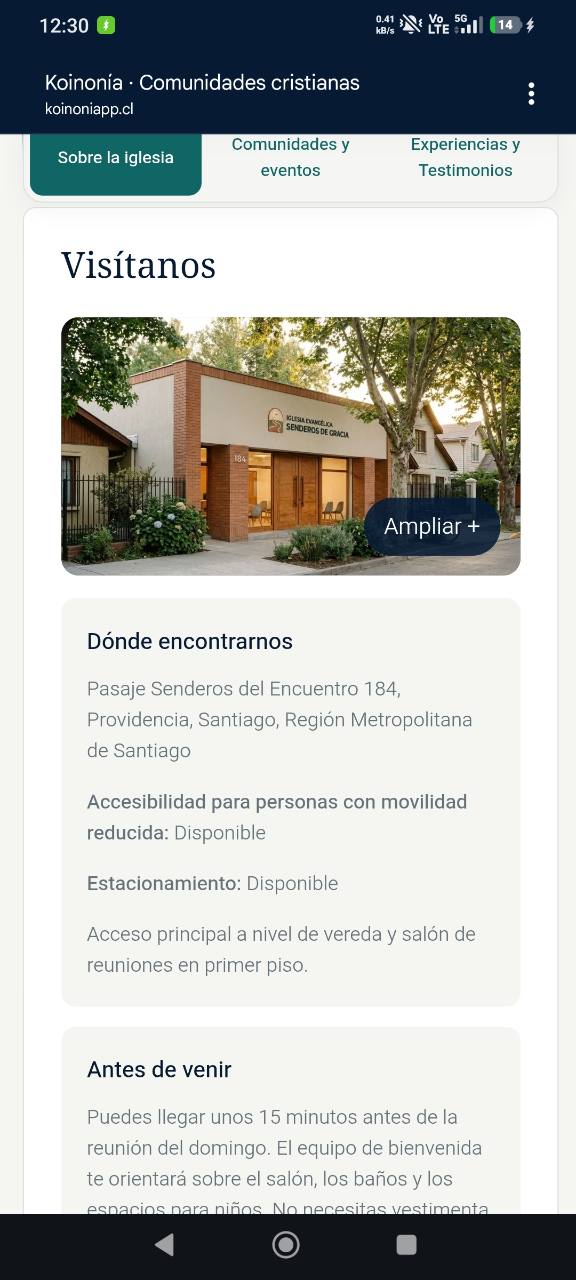 12:30
0.41 kB/s
Vo LTE
5G
14
Koinonía · Comunidades cristianas
koinoniapp.cl
Sobre la iglesia
Comunidades y
eventos
Experiencias y
Testimonios
Visítanos
IGLESIA EVANGÉLICA
SENDEROS DE GRACIA
184
Ampliar +
Dónde encontrarnos
Pasaje Senderos del Encuentro 184,
Providencia, Santiago, Región Metropolitana
de Santiago
Accesibilidad para personas con movilidad
reducida: Disponible
Estacionamiento: Disponible
Acceso principal a nivel de vereda y salón de
reuniones en primer piso.
Antes de venir
Puedes llegar unos 15 minutos antes de la
reunión del domingo. El equipo de bienvenida
te orientará sobre el salón, los baños y los
espacios para niños. No necesitas vestimenta